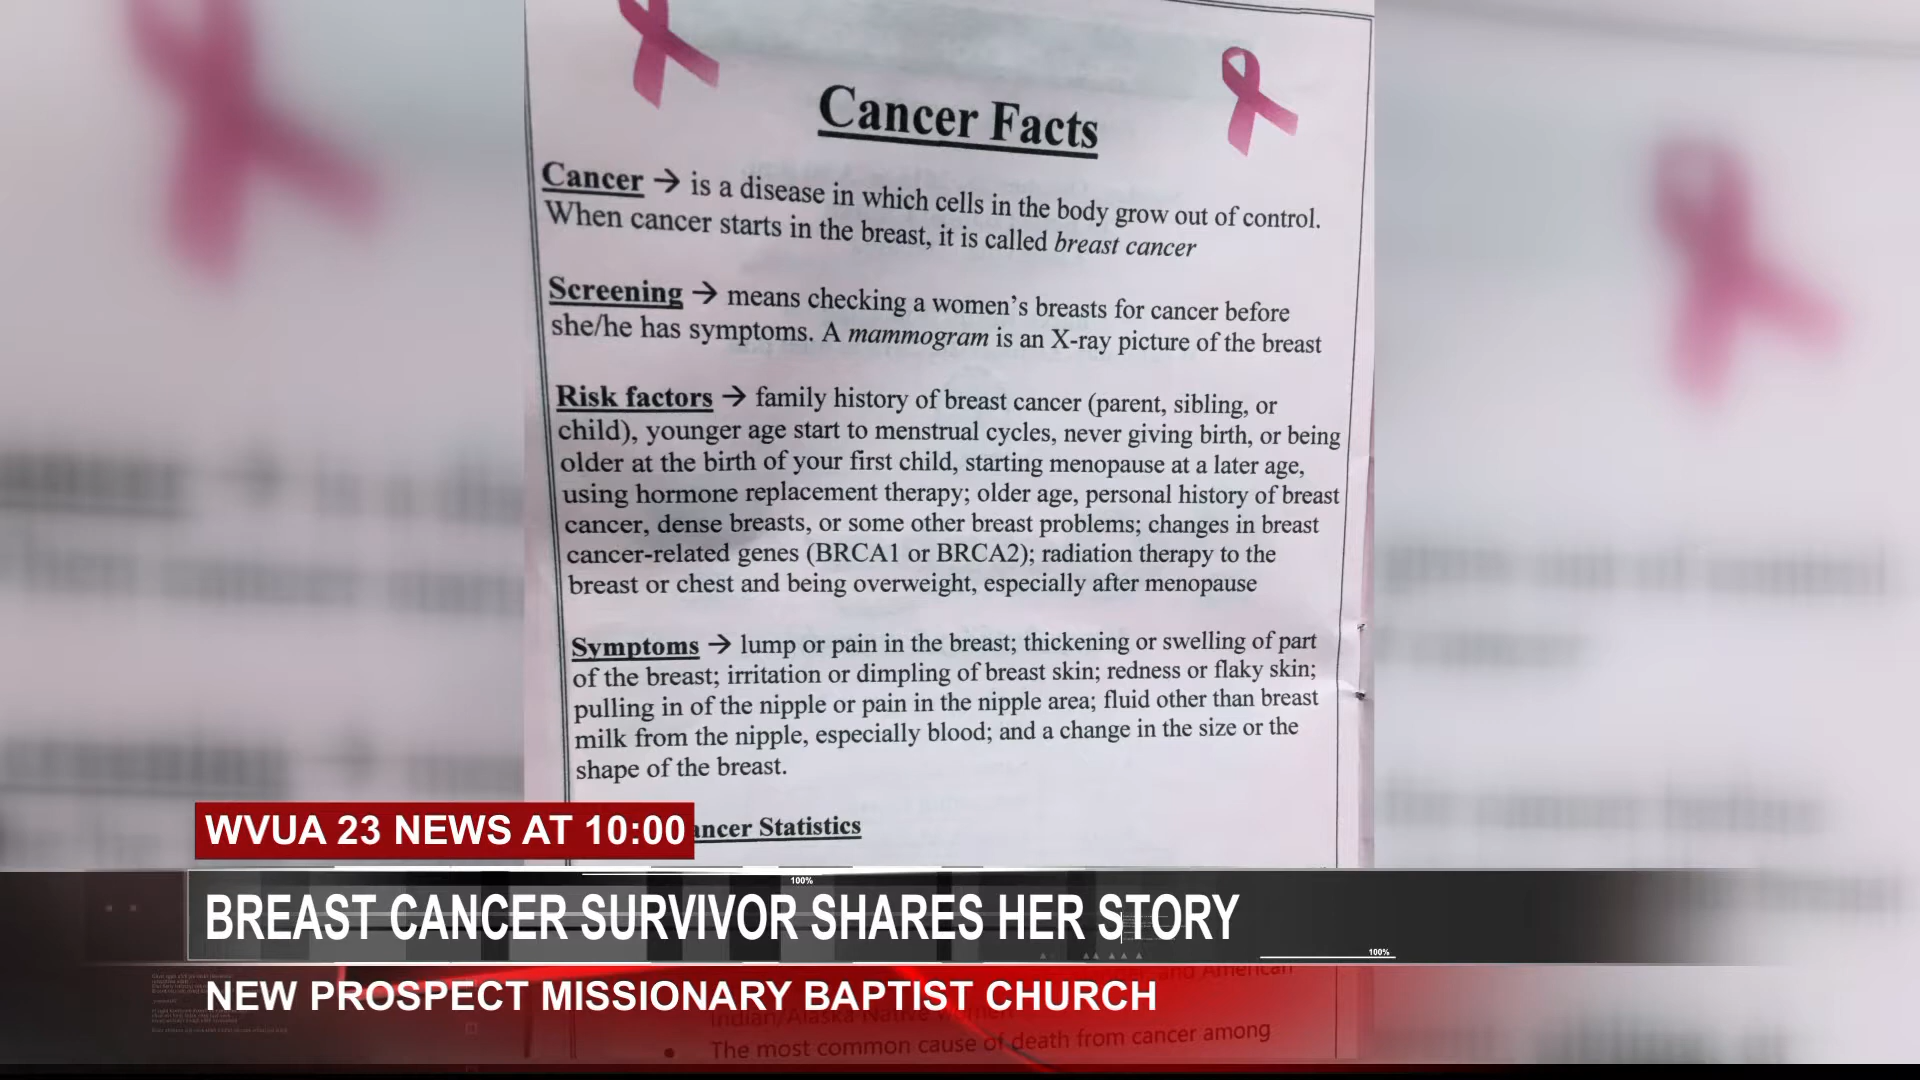 Cancer Facts
Cancer → is a disease in which cells in the body grow out of control.
When cancer starts in the breast, it is called breast cancer
Screening → means checking a women's breasts for cancer before
she/he has symptoms. A mammogram is an X-ray picture of the breast
Risk factors → family history of breast cancer (parent, sibling, or
child), younger age start to menstrual cycles, never giving birth, or being
older at the birth of your first child, starting menopause at a later age,
using hormone replacement therapy; older age, personal history of breast
cancer, dense breasts, or some other breast problems; changes in breast
cancer-related genes (BRCA1 or BRCA2); radiation therapy to the
breast or chest and being overweight, especially after menopause
Symptoms → lump or pain in the breast; thickening or swelling of part
of the breast; irritation or dimpling of breast skin; redness or flaky skin;
pulling in of the nipple or pain in the nipple area; fluid other than breast
milk from the nipple, especially blood; and a change in the size or the
shape of the breast.
WVUA 23 NEWS AT 10:00
ancer Statistics
100%
BREAST CANCER SURVIVOR SHARES HER STORY
100%
and American
NEW PROSPECT MISSIONARY BAPTIST CHURCH
Indian/Alaska Native women
• The most common cause of death from cancer among